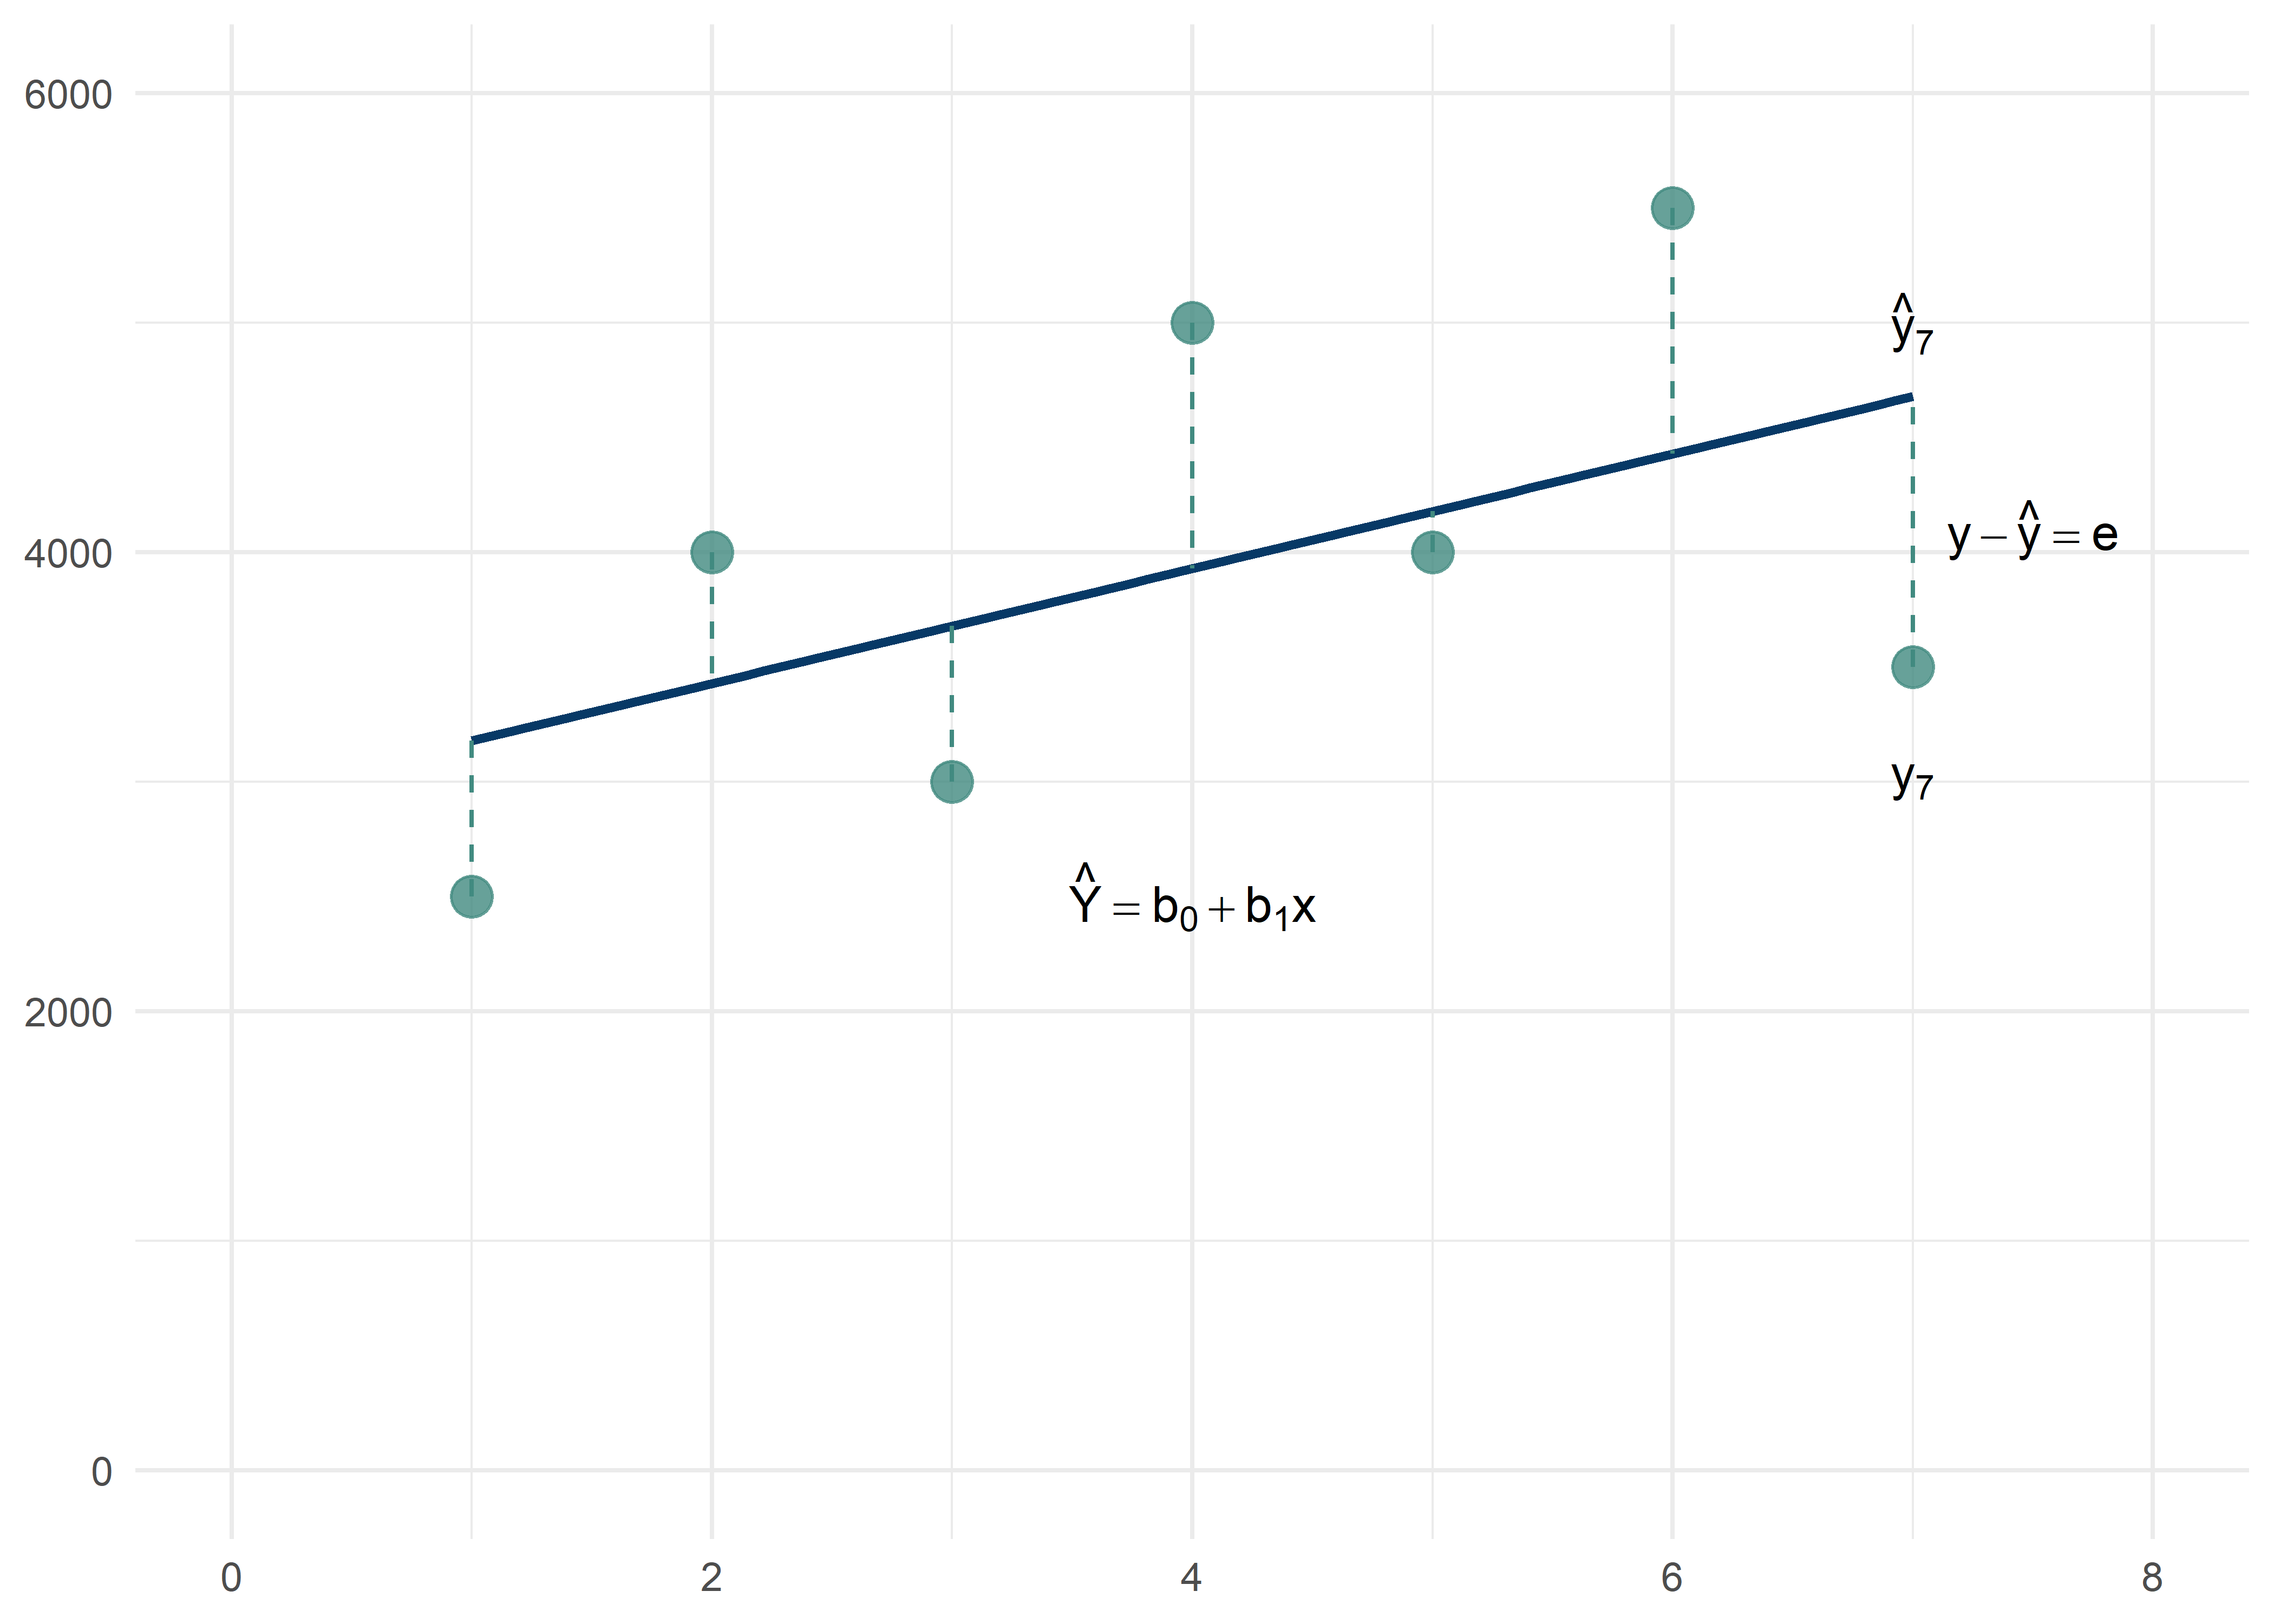 6000
ŷ₇
y − ŷ = e
4000
y₇
Ŷ = b₀ + b₁x
2000
0
0 2 4 6 8